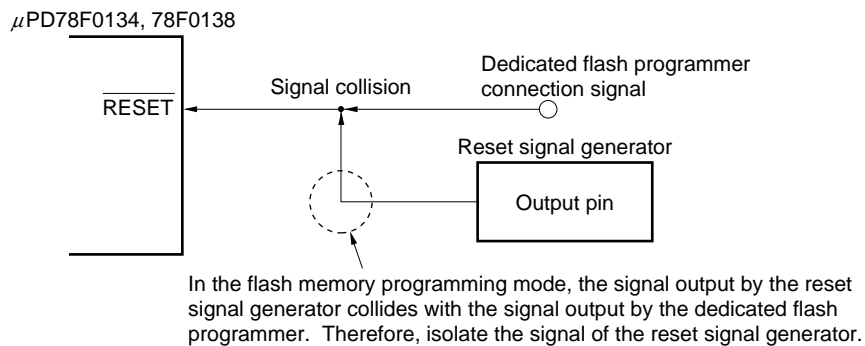 μPD78F0134, 78F0138
Dedicated flash programmer
connection signal
Signal collision
RESET
Reset signal generator
Output pin
In the flash memory programming mode, the signal output by the reset
signal generator collides with the signal output by the dedicated flash
programmer.  Therefore, isolate the signal of the reset signal generator.